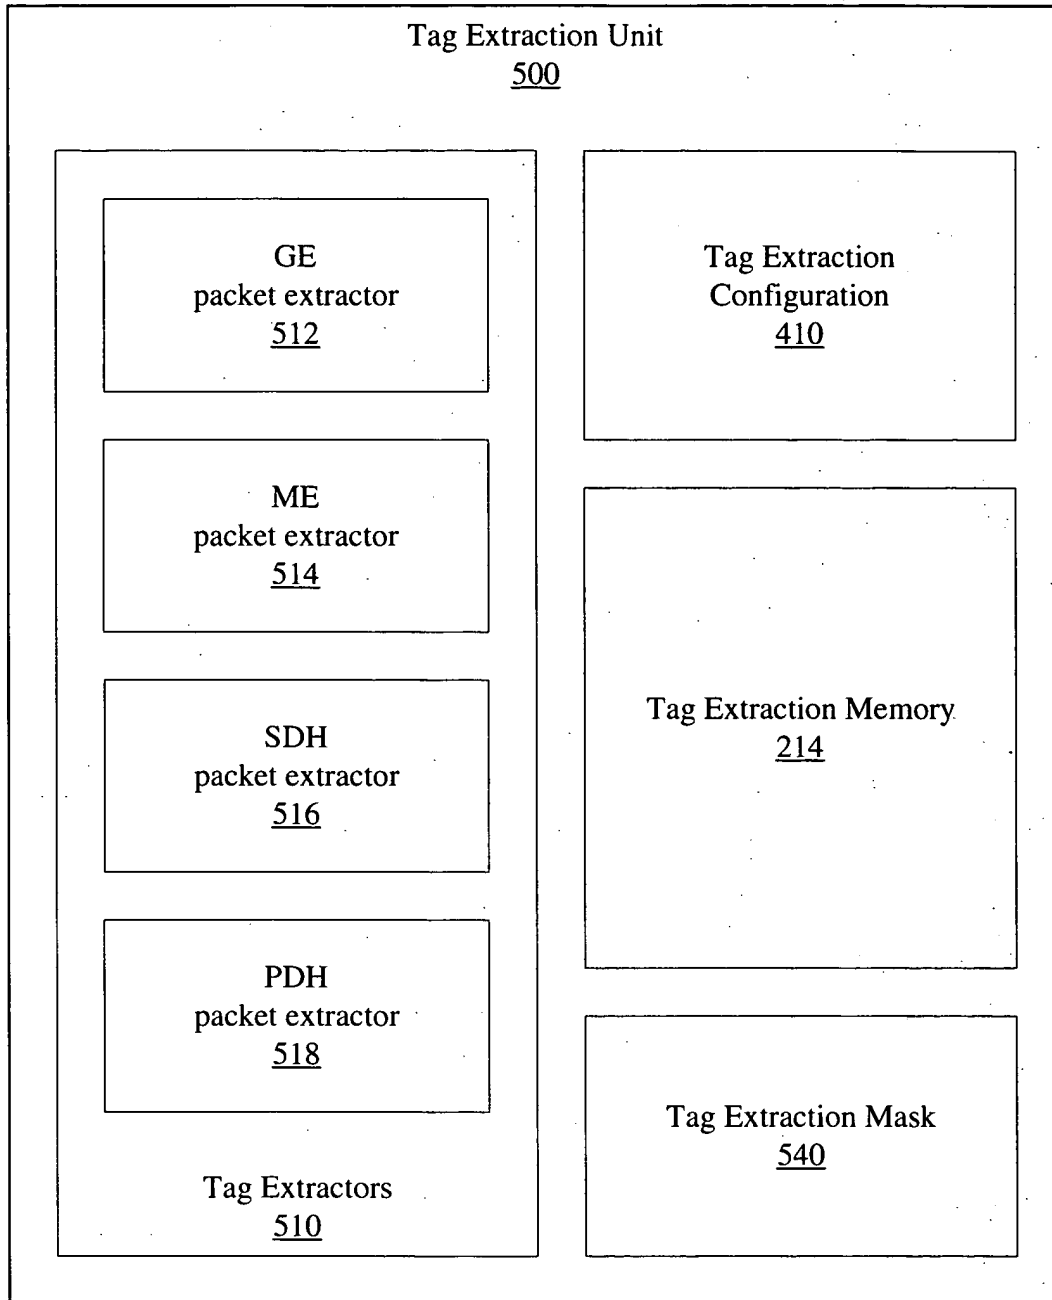 Tag Extraction Unit
500
GE
packet extractor
512
ME
packet extractor
514
SDH
packet extractor
516
PDH
packet extractor
518
Tag Extractors
510
Tag Extraction
Configuration
410
Tag Extraction Memory
214
Tag Extraction Mask
540